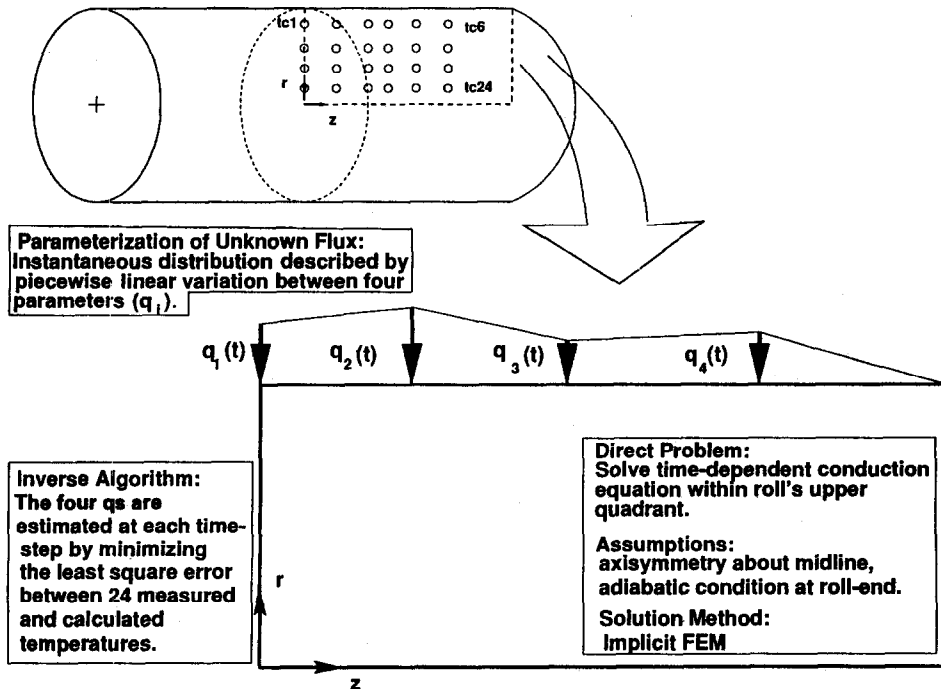 tc1
tc6
r
tc24
z
Parameterization of Unknown Flux:
Instantaneous distribution described by
piecewise linear variation between four
parameters (q_i).
q_1(t)
q_2(t)
q_3(t)
q_4(t)
Inverse Algorithm:
The four qs are
estimated at each time-
step by minimizing
the least square error
between 24 measured
and calculated
temperatures.
r
Direct Problem:
Solve time-dependent conduction
equation within roll's upper
quadrant.
Assumptions:
axisymmetry about midline,
adiabatic condition at roll-end.
Solution Method:
Implicit FEM
z